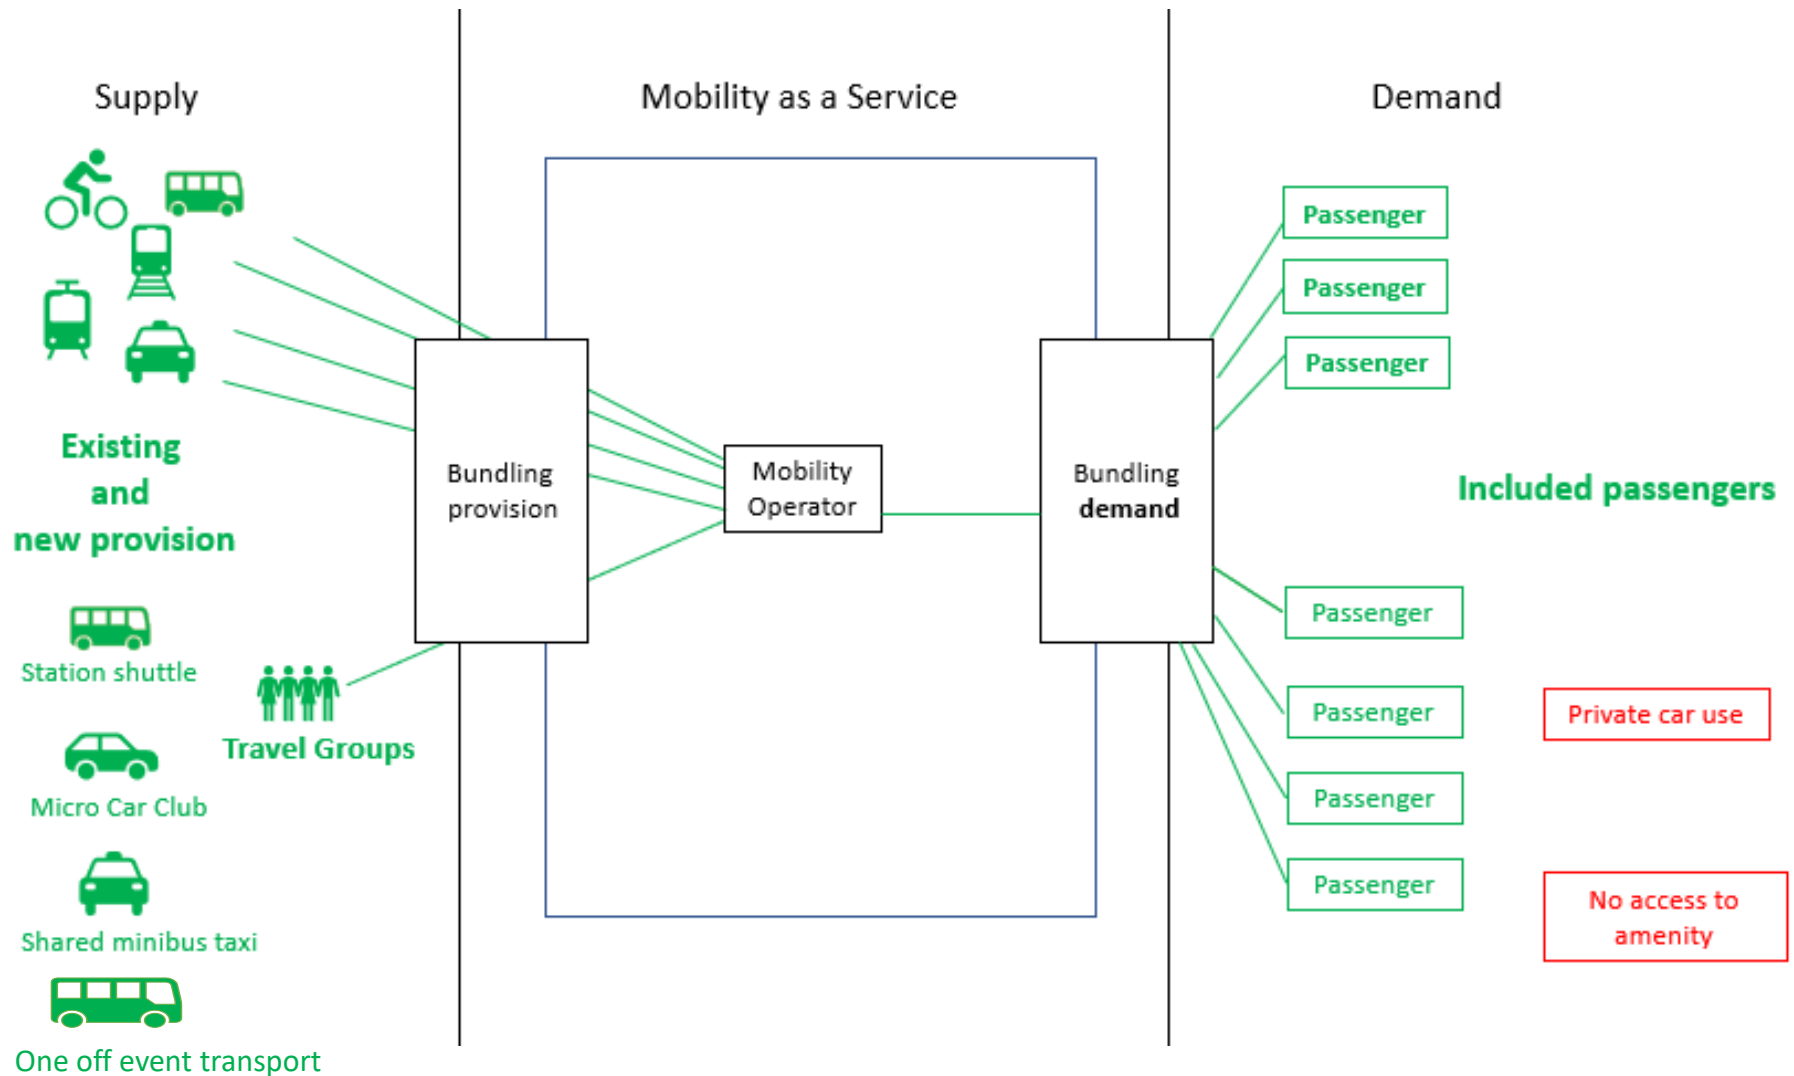 Supply
Mobility as a Service
Demand
Passenger
Passenger
Passenger
Existing
and
new provision
Bundling
provision
Mobility
Operator
Bundling
demand
Included passengers
Station shuttle
Travel Groups
Micro Car Club
Shared minibus taxi
One off event transport
Passenger
Passenger
Passenger
Passenger
Private car use
No access to
amenity